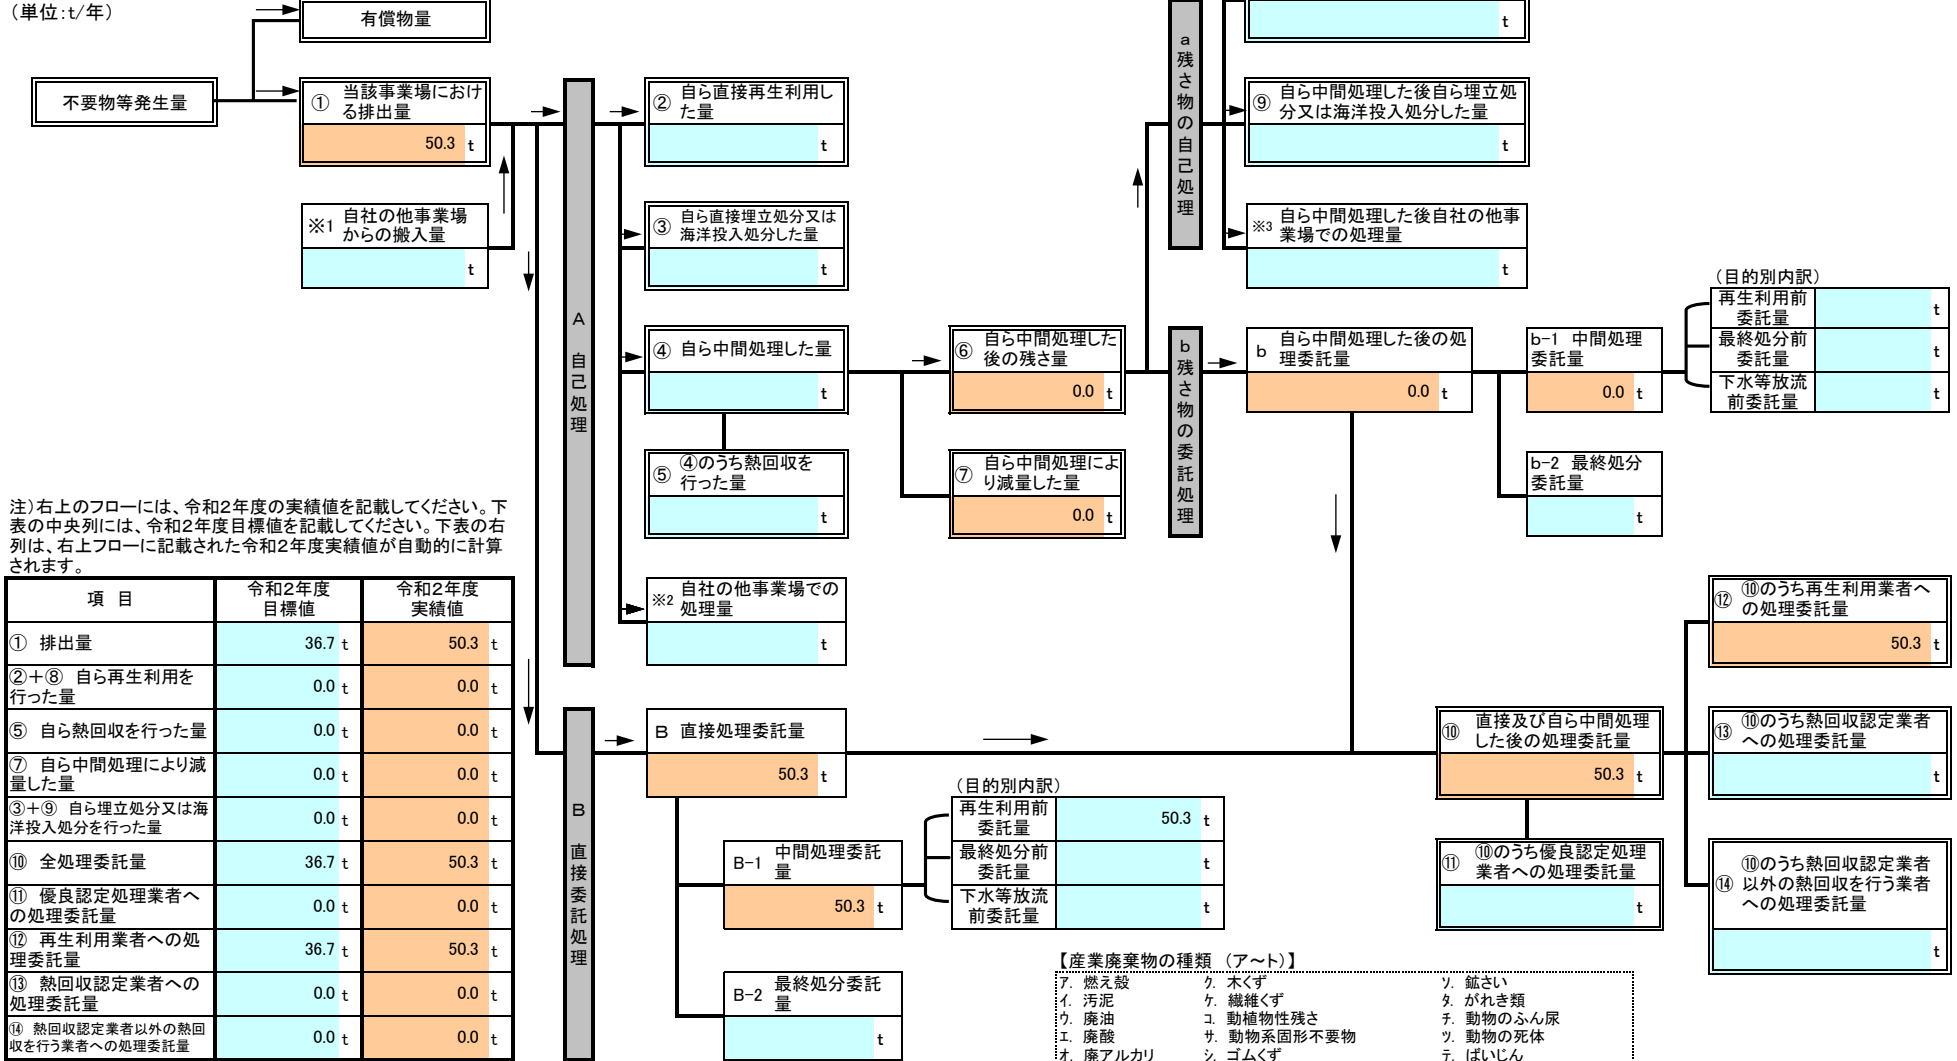 （単位：t/年）
有償物量
t
不要物等発生量
① 当該事業場におけ
る排出量
50.3 t
※1 自社の他事業場
からの搬入量
t
A 自己処理
② 自ら直接再生利用し
た量
t
③ 自ら直接埋立処分又は
海洋投入処分した量
t
④ 自ら中間処理した量
t
⑤ ④のうち熱回収を
行った量
t
※2 自社の他事業場での
処理量
t
⑥ 自ら中間処理した
後の残さ量
0.0 t
⑦ 自ら中間処理によ
り減量した量
0.0 t
a 残さ物の自己処理
⑨ 自ら中間処理した後自ら埋立処
分又は海洋投入処分した量
t
※3 自ら中間処理した後自社の他事
業場での処理量
t
b 残さ物の委託処理
b 自ら中間処理した後の処
理委託量
0.0 t
b-1 中間処理
委託量
0.0 t
b-2 最終処分
委託量
t
（目的別内訳）
再生利用前
委託量
t
最終処分前
委託量
t
下水等放流
前委託量
t
注）右上のフローには、令和２年度の実績値を記載してください。下
表の中央列には、令和２年度目標値を記載してください。下表の右
列は、右上フローに記載された令和２年度実績値が自動的に計算
されます。
項 目 令和２年度 目標値 令和２年度 実績値
① 排出量 36.7 t 50.3 t
②＋⑧ 自ら再生利用を
行った量 0.0 t 0.0 t
⑤ 自ら熱回収を行った量 0.0 t 0.0 t
⑦ 自ら中間処理により減
量した量 0.0 t 0.0 t
③＋⑨ 自ら埋立処分又は海
洋投入処分を行った量 0.0 t 0.0 t
⑩ 全処理委託量 36.7 t 50.3 t
⑪ 優良認定処理業者へ
の処理委託量 0.0 t 0.0 t
⑫ 再生利用業者への処
理委託量 36.7 t 50.3 t
⑬ 熱回収認定業者への
処理委託量 0.0 t 0.0 t
⑭ 熱回収認定業者以外の熱回
収を行う業者への処理委託量 0.0 t 0.0 t
B 直接委託処理
B 直接処理委託量
50.3 t
B-1 中間処理委託
量
50.3 t
B-2 最終処分委託
量
t
（目的別内訳）
再生利用前
委託量
50.3 t
最終処分前
委託量
t
下水等放流
前委託量
t
⑩ 直接及び自ら中間処理
した後の処理委託量
50.3 t
⑪ ⑩のうち優良認定処理
業者への処理委託量
t
⑫ ⑩のうち再生利用業者へ
の処理委託量
50.3 t
⑬ ⑩のうち熱回収認定業者
への処理委託量
t
⑭ ⑩のうち熱回収認定業者
以外の熱回収を行う業者
への処理委託量
t
【産業廃棄物の種類 （ア～ト）】
ｱ. 燃え殻 ｸ. 木くず ｿ. 鉱さい
ｲ. 汚泥 ｹ. 繊維くず ﾀ. がれき類
ｳ. 廃油 ｺ. 動植物性残さ ﾁ. 動物のふん尿
ｴ. 廃酸 ｻ. 動物系固形不要物 ﾂ. 動物の死体
ｵ. 廃アルカリ ｼ. ゴムくず ﾃ. ばいじん